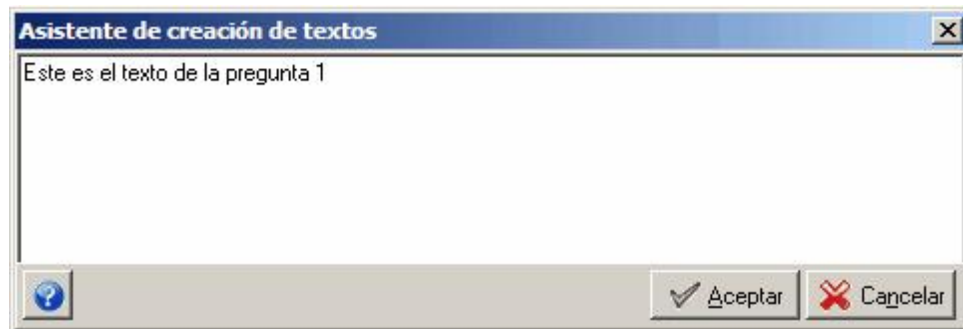 Asistente de creación de textos
Este es el texto de la pregunta 1
Aceptar
Cancelar